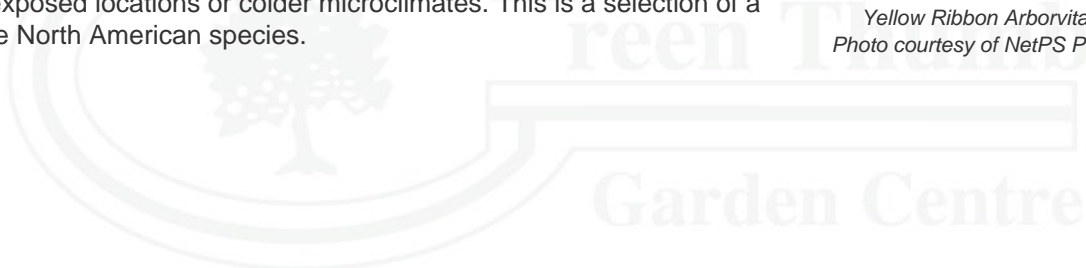 exposed locations or colder microclimates. This is a selection of a
e North American species.
Yellow Ribbon Arborvita
Photo courtesy of NetPS P
reen Thumb
Garden Centre